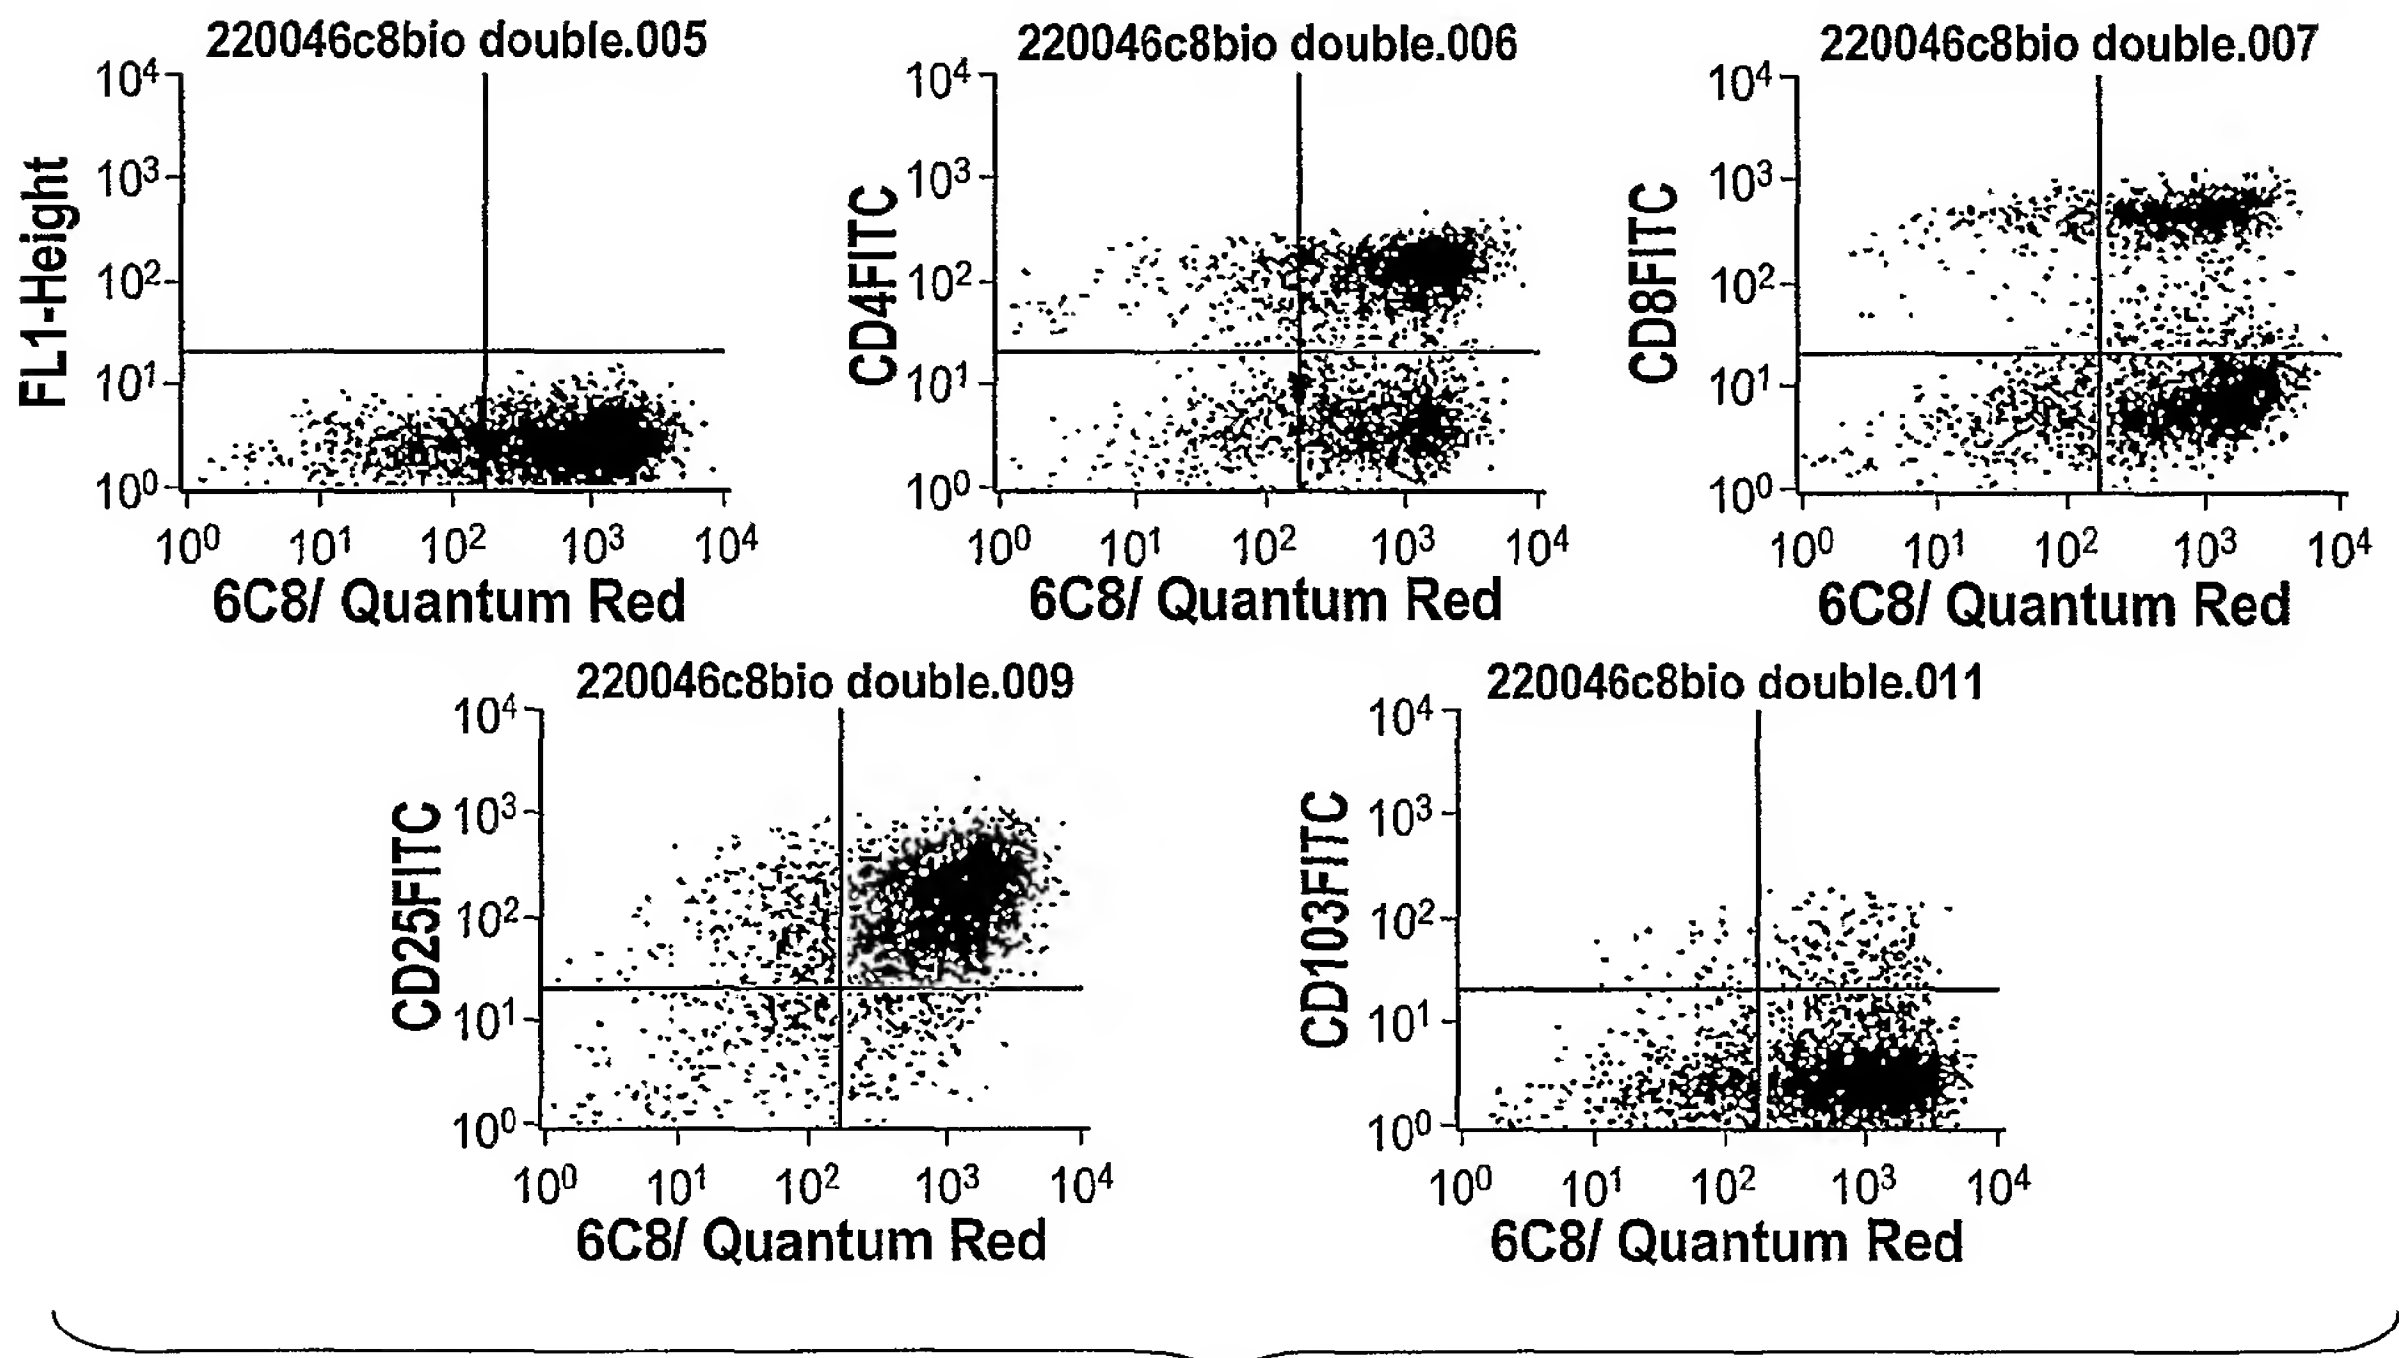 220046c8bio double.005
FL1-Height
10⁴
10³
10²
10¹
10⁰
10⁰ 10¹ 10² 10³ 10⁴
6C8/ Quantum Red
220046c8bio double.006
CD4FITC
10⁴
10³
10²
10¹
10⁰
10⁰ 10¹ 10² 10³ 10⁴
6C8/ Quantum Red
220046c8bio double.007
CD8FITC
10⁴
10³
10²
10¹
10⁰
10⁰ 10¹ 10² 10³ 10⁴
6C8/ Quantum Red
220046c8bio double.009
CD25FITC
10⁴
10³
10²
10¹
10⁰
10⁰ 10¹ 10² 10³ 10⁴
6C8/ Quantum Red
220046c8bio double.011
CD103FITC
10⁴
10³
10²
10¹
10⁰
10⁰ 10¹ 10² 10³ 10⁴
6C8/ Quantum Red